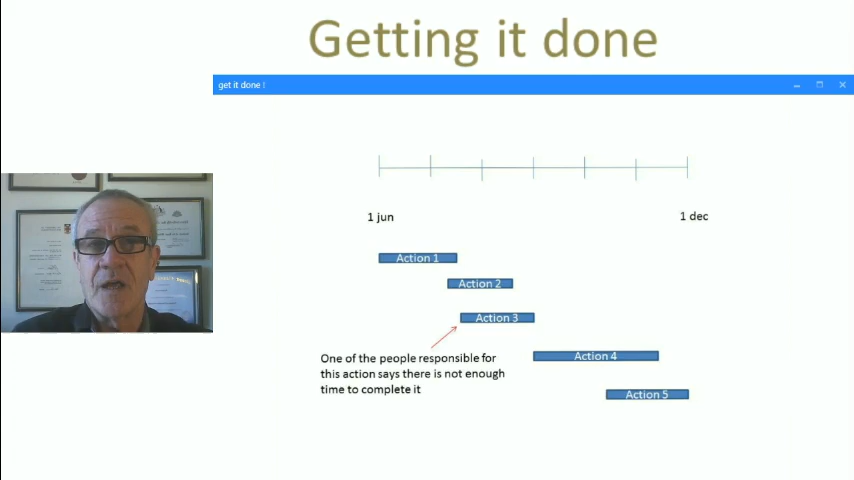 Getting it done
get it done !
1 jun
1 dec
Action 1
Action 2
Action 3
Action 4
Action 5
One of the people responsible for
this action says there is not enough
time to complete it